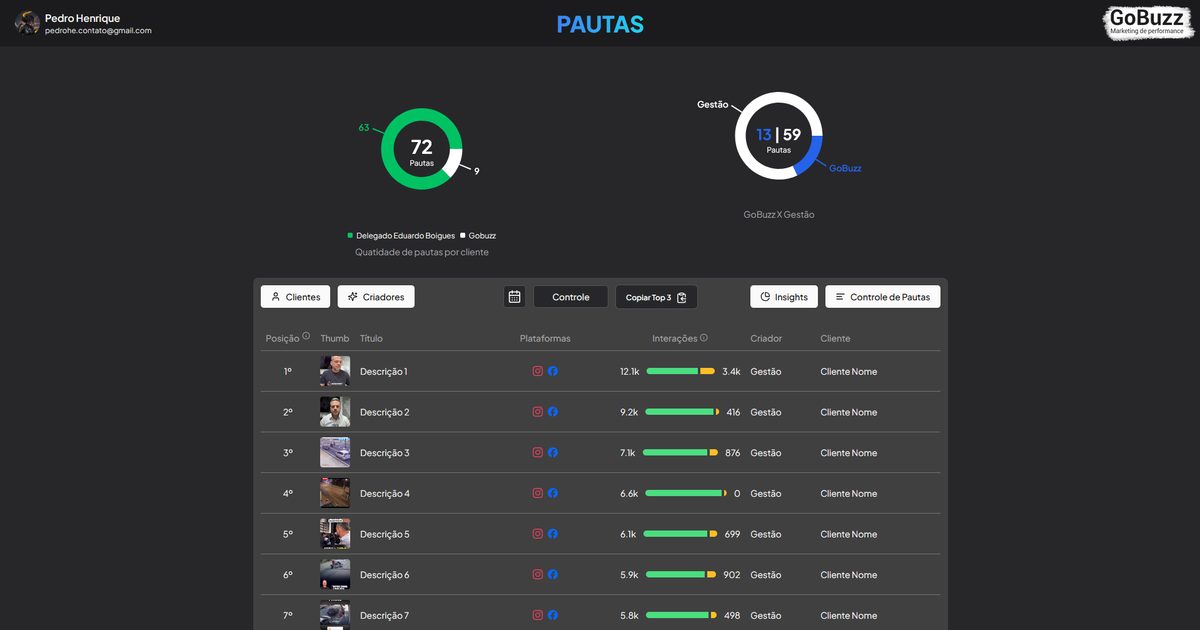 Pedro Henrique
pedrohe.contato@gmail.com
PAUTAS
GoBuzz
Marketing de performance
63
72
Pautas
9
Delegado Eduardo Boigues Gobuzz
Quatidade de pautas por cliente
Gestão
13 | 59
Pautas
GoBuzz
GoBuzz X Gestão
Clientes Criadores Controle Copiar Top 3 Insights Controle de Pautas
Posição Thumb Título Plataformas Interações Criador Cliente
1º Descrição 1 12.1k 3.4k Gestão Cliente Nome
2º Descrição 2 9.2k 416 Gestão Cliente Nome
3º Descrição 3 7.1k 876 Gestão Cliente Nome
4º Descrição 4 6.6k 0 Gestão Cliente Nome
5º Descrição 5 6.1k 699 Gestão Cliente Nome
6º Descrição 6 5.9k 902 Gestão Cliente Nome
7º Descrição 7 5.8k 498 Gestão Cliente Nome